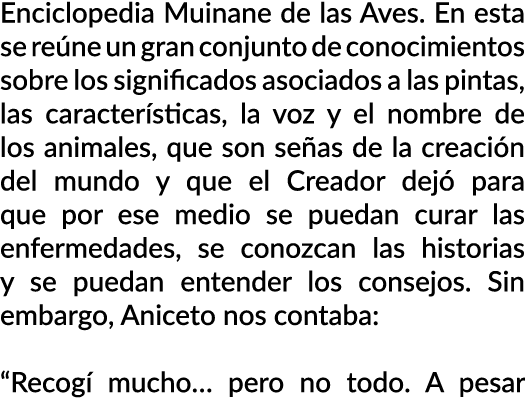 Enciclopedia Muinane de las Aves. En esta
se reúne un gran conjunto de conocimientos
sobre los significados asociados a las pintas,
las características, la voz y el nombre de
los animales, que son señas de la creación
del mundo y que el Creador dejó para
que por ese medio se puedan curar las
enfermedades, se conozcan las historias
y se puedan entender los consejos. Sin
embargo, Aniceto nos contaba:
“Recogí mucho... pero no todo. A pesar